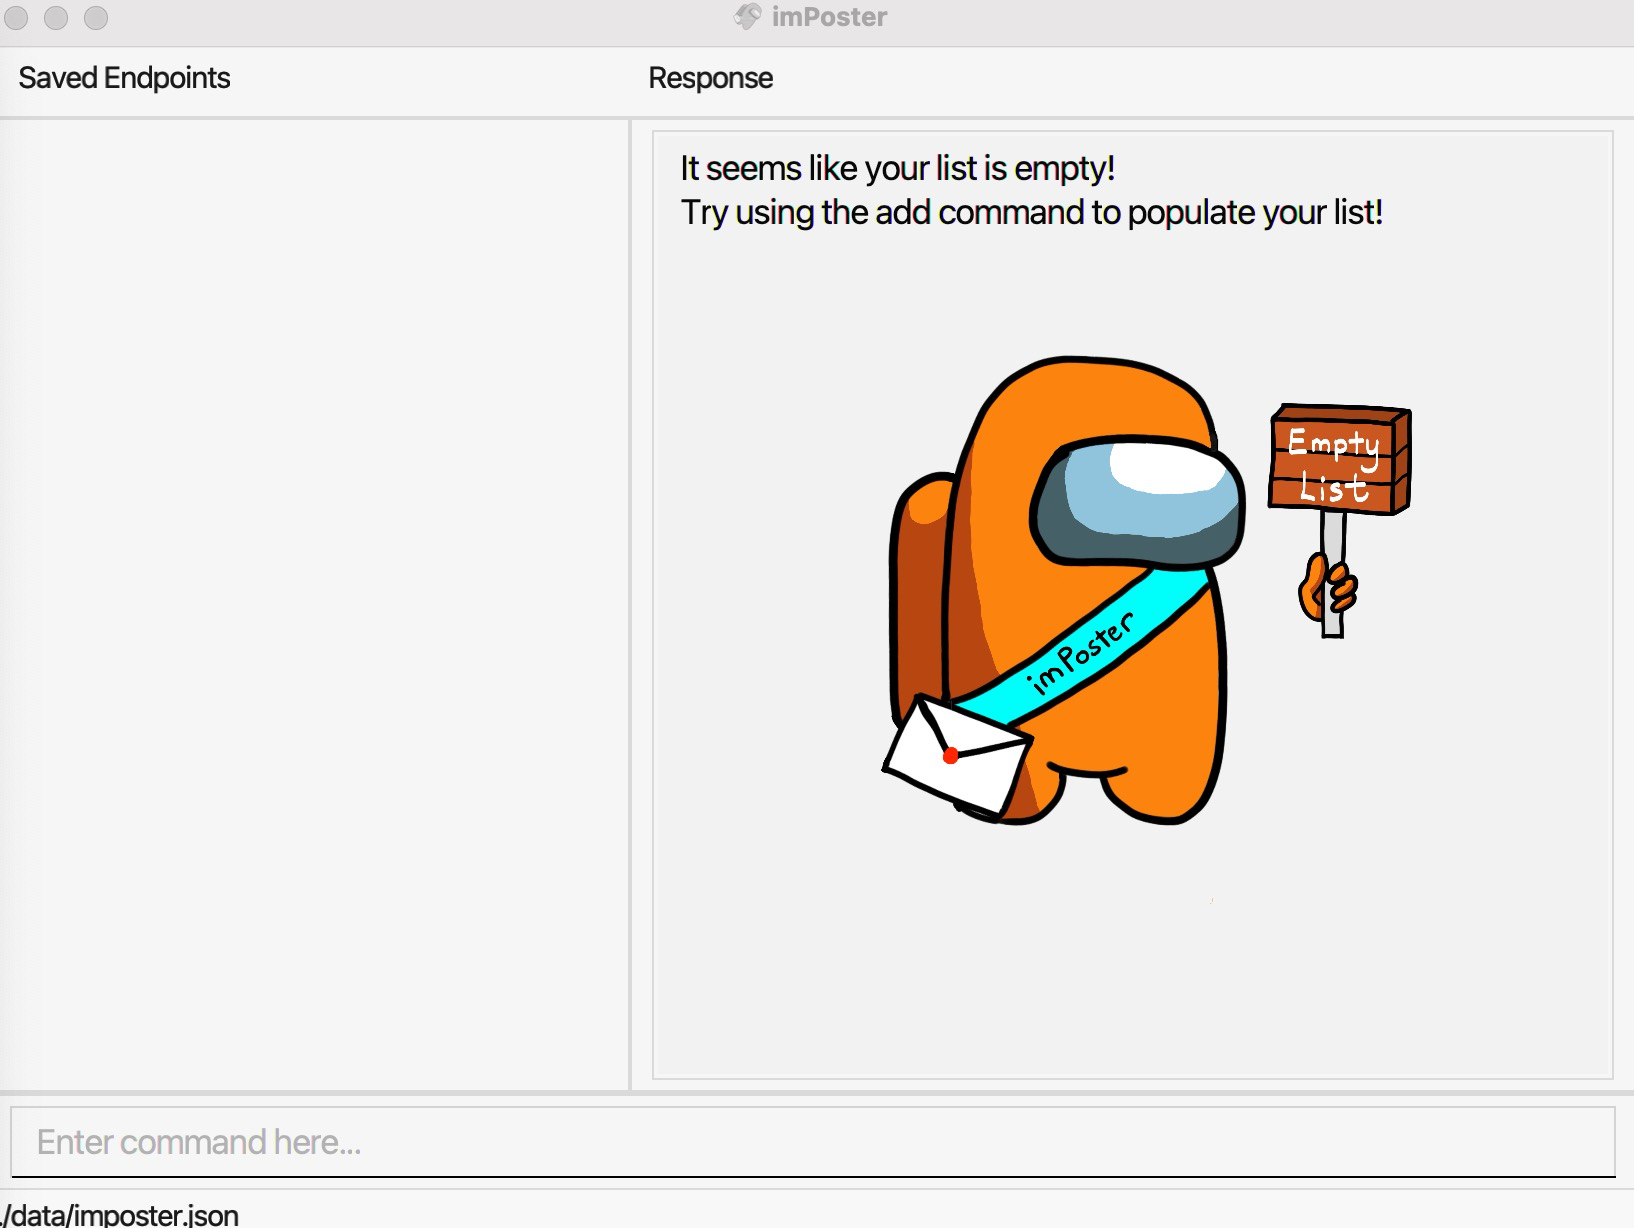 imPoster
Saved Endpoints
Response
It seems like your list is empty!
Try using the add command to populate your list!
Empty
List
imPoster
Enter command here...
./data/imposter.json